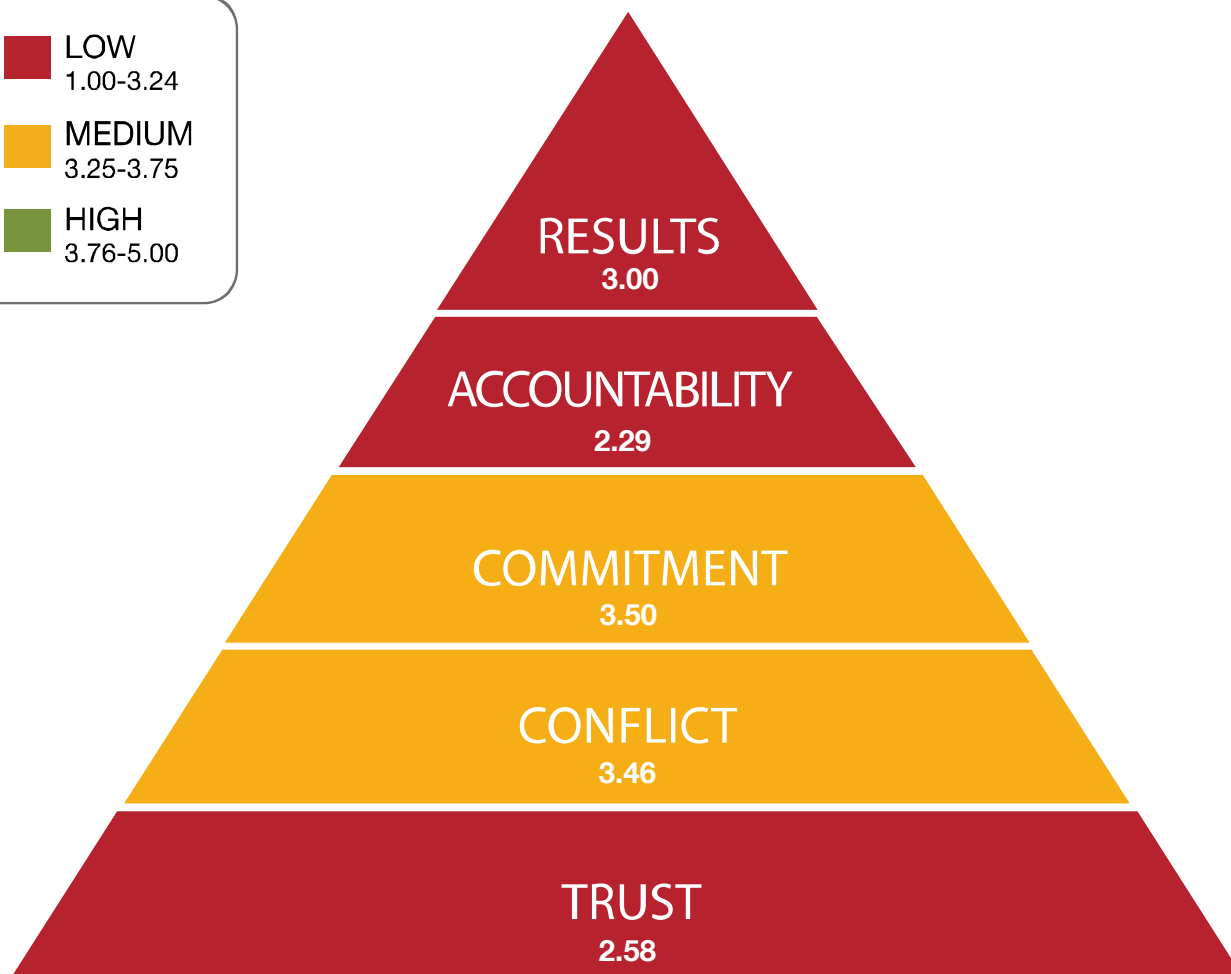 LOW
1.00-3.24
MEDIUM
3.25-3.75
HIGH
3.76-5.00
RESULTS
3.00
ACCOUNTABILITY
2.29
COMMITMENT
3.50
CONFLICT
3.46
TRUST
2.58